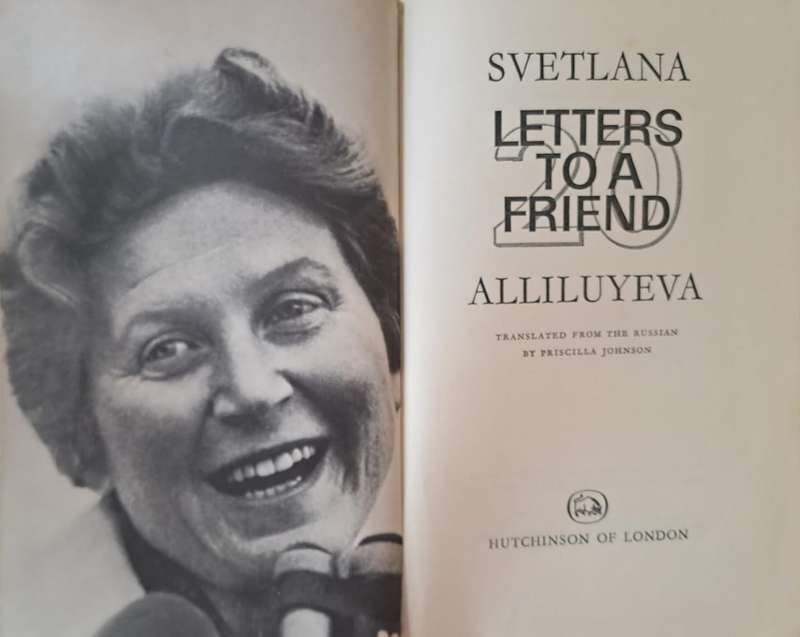 SVETLANA
20
LETTERS
TO A
FRIEND
ALLILUYEVA
TRANSLATED FROM THE RUSSIAN
BY PRISCILLA JOHNSON
HUTCHINSON OF LONDON